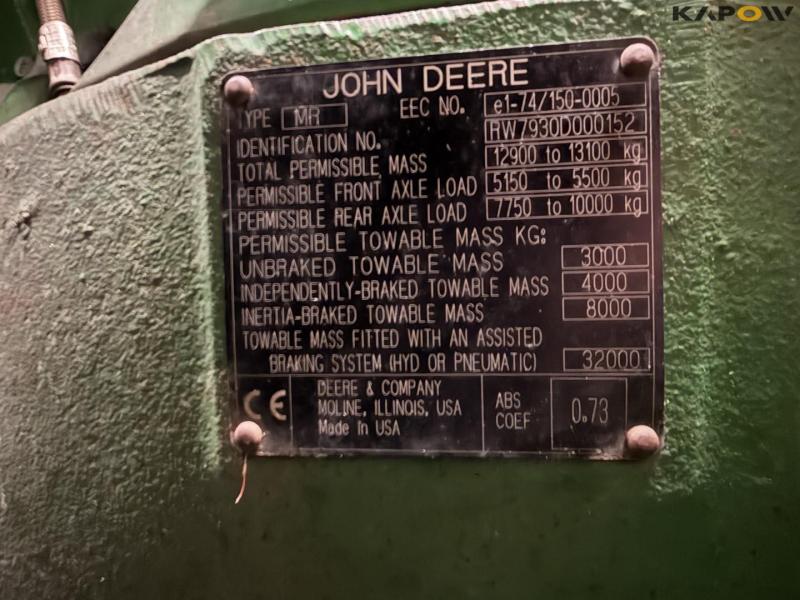 KAPOW
JOHN DEERE
TYPE MR EEC NO. e1-74/150-0005
IDENTIFICATION NO. RW7930D000152
TOTAL PERMISSIBLE MASS 12900 to 13100 kg
PERMISSIBLE FRONT AXLE LOAD 5150 to 5500 kg
PERMISSIBLE REAR AXLE LOAD 7750 to 10000 kg
PERMISSIBLE TOWABLE MASS KG:
UNBRAKED TOWABLE MASS 3000
INDEPENDENTLY-BRAKED TOWABLE MASS 4000
INERTIA-BRAKED TOWABLE MASS 8000
TOWABLE MASS FITTED WITH AN ASSISTED
BRAKING SYSTEM (HYD OR PNEUMATIC) 32000
CE
DEERE & COMPANY
MOLINE, ILLINOIS, USA
Made In USA
ABS
COEF
0.73